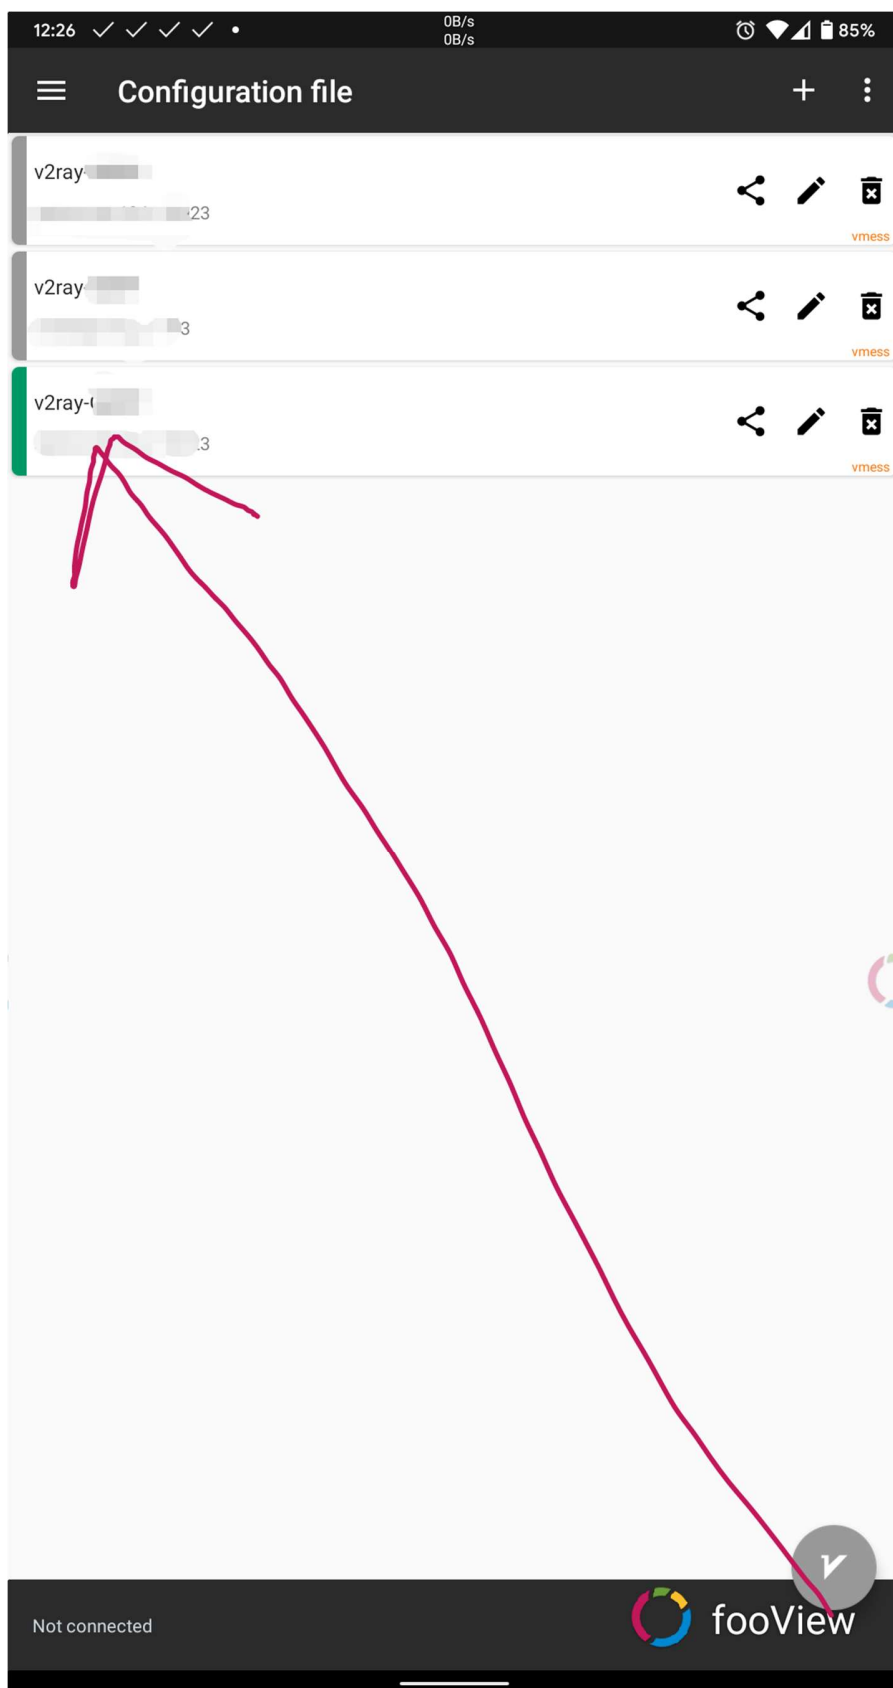 12:26
0B/s
0B/s
85%
Configuration file
v2ray-
23
vmess
v2ray-
3
vmess
v2ray-
.3
vmess
Not connected
fooView